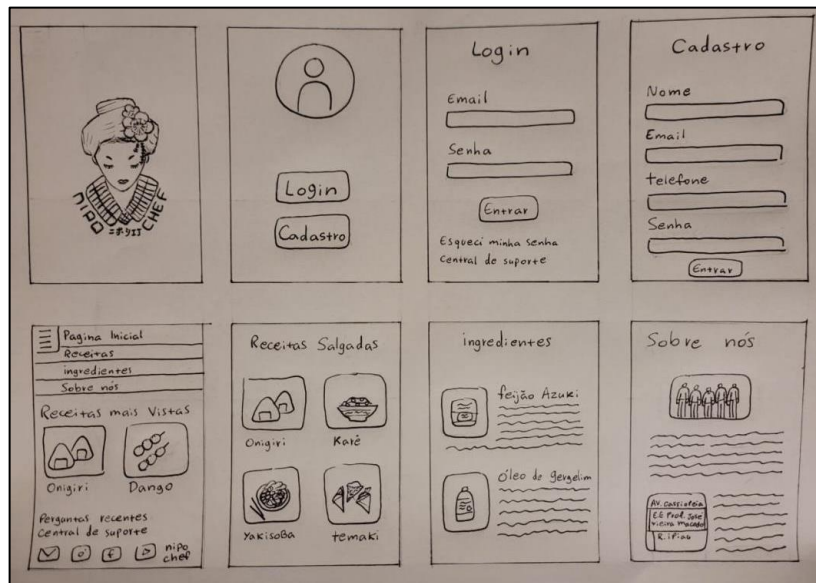 NIPO
CHEF
Login
Cadastro
Login
Email
Senha
Entrar
Esqueci minha senha
Central de suporte
Cadastro
Nome
Email
telefone
Senha
Entrar
Pagina Inicial
Receitas
ingredientes
Sobre nós
Receitas mais Vistas
Onigiri
Dango
Perguntas recentes
Central de suporte
nipo
chef
Receitas Salgadas
Onigiri
Karê
Yakisoba
temaki
ingredientes
feijão Azuki
óleo de gergelim
Sobre nós
AV. cassiopeia
E.E Prof. José
vieira macedo
R. iPiau